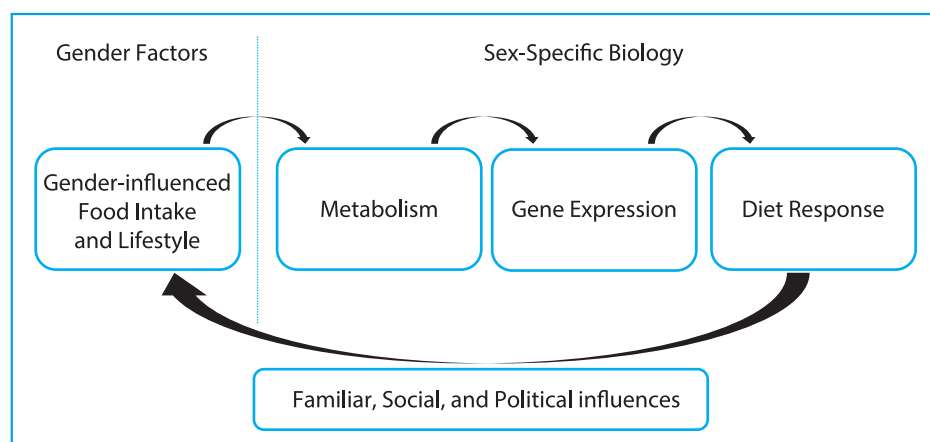 Gender Factors
Sex-Specific Biology
Gender-influenced
Food Intake
and Lifestyle
Metabolism
Gene Expression
Diet Response
Familiar, Social, and Political influences